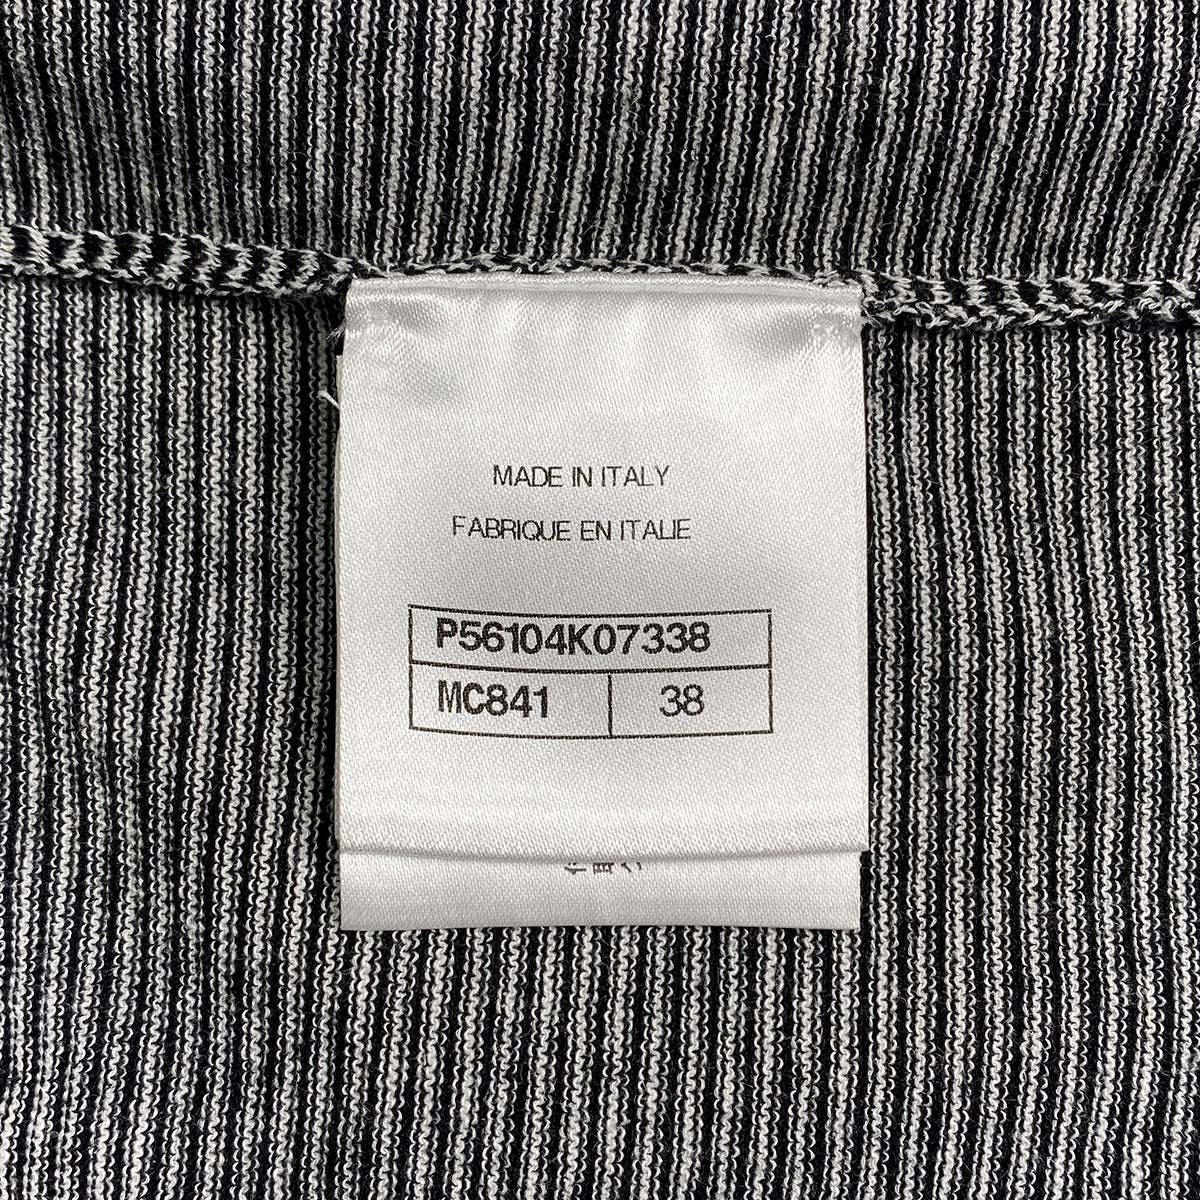 MADE IN ITALY
FABRIQUE EN ITALIE
P56104K07338
MC841 38